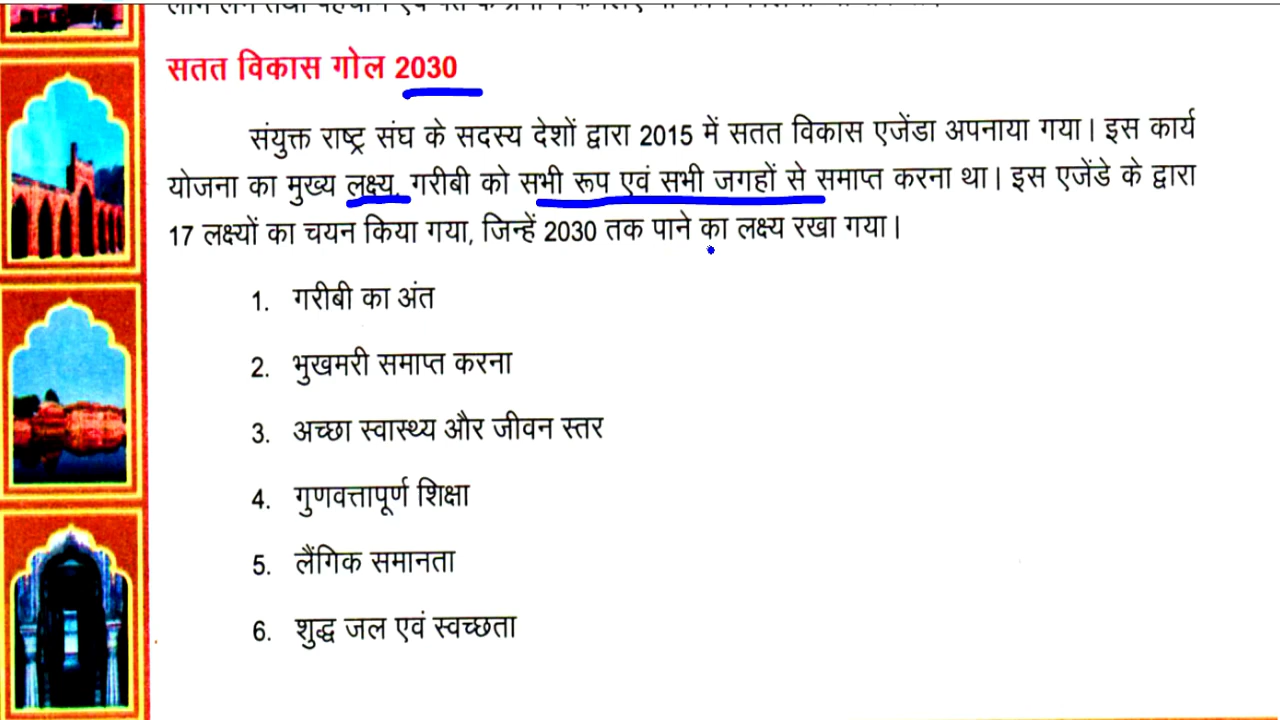 सतत विकास गोल 2030
संयुक्त राष्ट्र संघ के सदस्य देशों द्वारा 2015 में सतत विकास एजेंडा अपनाया गया। इस कार्य
योजना का मुख्य लक्ष्य, गरीबी को सभी रूप एवं सभी जगहों से समाप्त करना था। इस एजेंडे के द्वारा
17 लक्ष्यों का चयन किया गया, जिन्हें 2030 तक पाने का लक्ष्य रखा गया।
1. गरीबी का अंत
2. भुखमरी समाप्त करना
3. अच्छा स्वास्थ्य और जीवन स्तर
4. गुणवत्तापूर्ण शिक्षा
5. लैंगिक समानता
6. शुद्ध जल एवं स्वच्छता